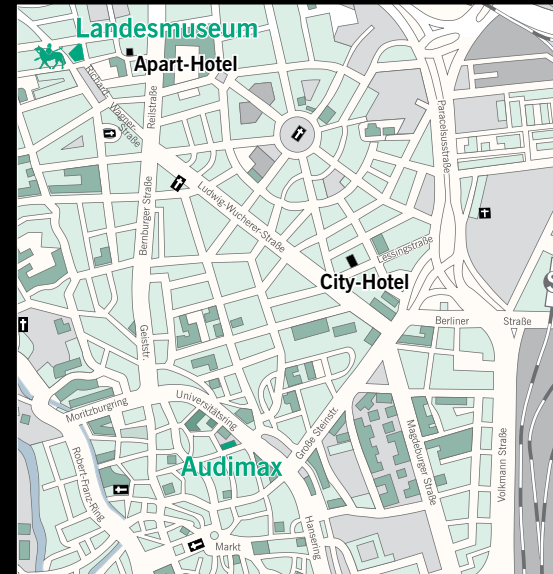 Landesmuseum
Apart-Hotel
Richard-
Wagner-
Straße
Reilstraße
Paracelsusstraße
Bernburger Straße
Ludwig-Wucherer-Straße
Lessingstraße
City-Hotel
S
Berliner Straße
Geiststr.
Moritzburgring
Universitätsring
Große Steinstr.
Audimax
Robert-Franz-Ring
Magdeburger Straße
Volkmann Straße
Hansering
Markt